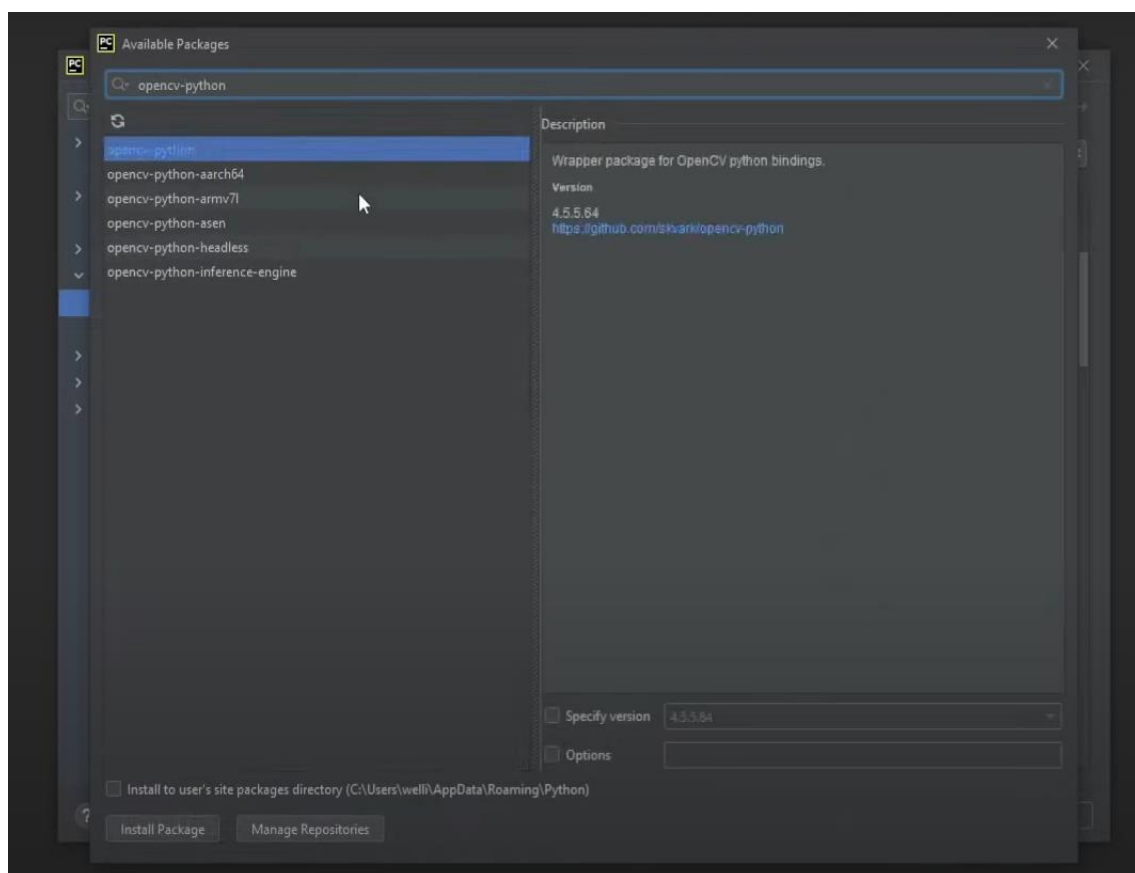 PC Available Packages
opencv-python
Description
opencv-python
opencv-python-aarch64
opencv-python-armv7l
opencv-python-asen
opencv-python-headless
opencv-python-inference-engine
Wrapper package for OpenCV python bindings.
Version
4.5.5.64
https://github.com/skvark/opencv-python
Specify version 4.5.5.64
Options
Install to user's site packages directory (C:\Users\welli\AppData\Roaming\Python)
Install Package Manage Repositories
PC
?